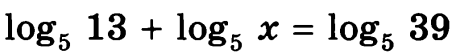 log₅ 13 + log₅ x = log₅ 39